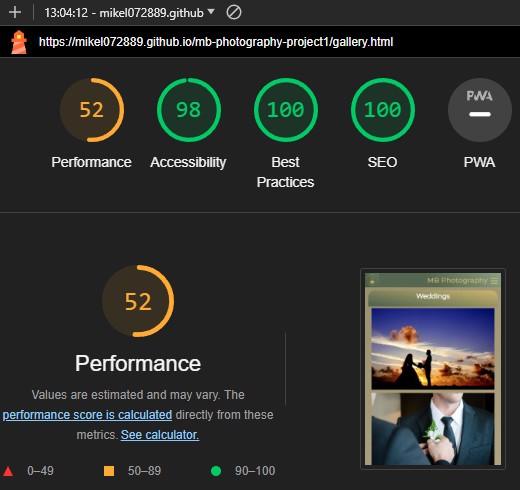 13:04:12 - mikel072889.github
https://mikel072889.github.io/mb-photography-project1/gallery.html
52 98 100 100 PWA
Performance Accessibility Best Practices SEO PWA
52
MB Photography
Weddings
Performance
Values are estimated and may vary. The
performance score is calculated directly from these
metrics. See calculator.
0–49 50–89 90–100